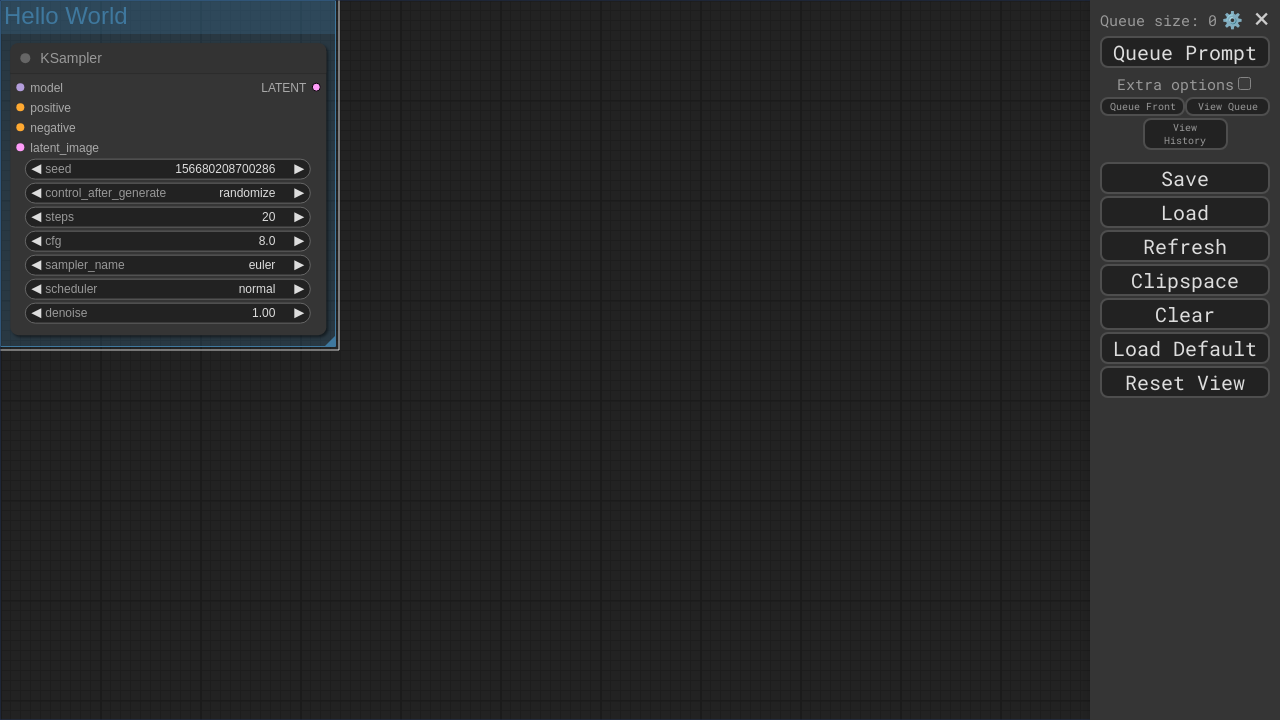 Hello World
KSampler
model LATENT
positive
negative
latent_image
seed 156680208700286
control_after_generate randomize
steps 20
cfg 8.0
sampler_name euler
scheduler normal
denoise 1.00
Queue size: 0
Queue Prompt
Extra options
Queue Front View Queue
View
History
Save
Load
Refresh
Clipspace
Clear
Load Default
Reset View